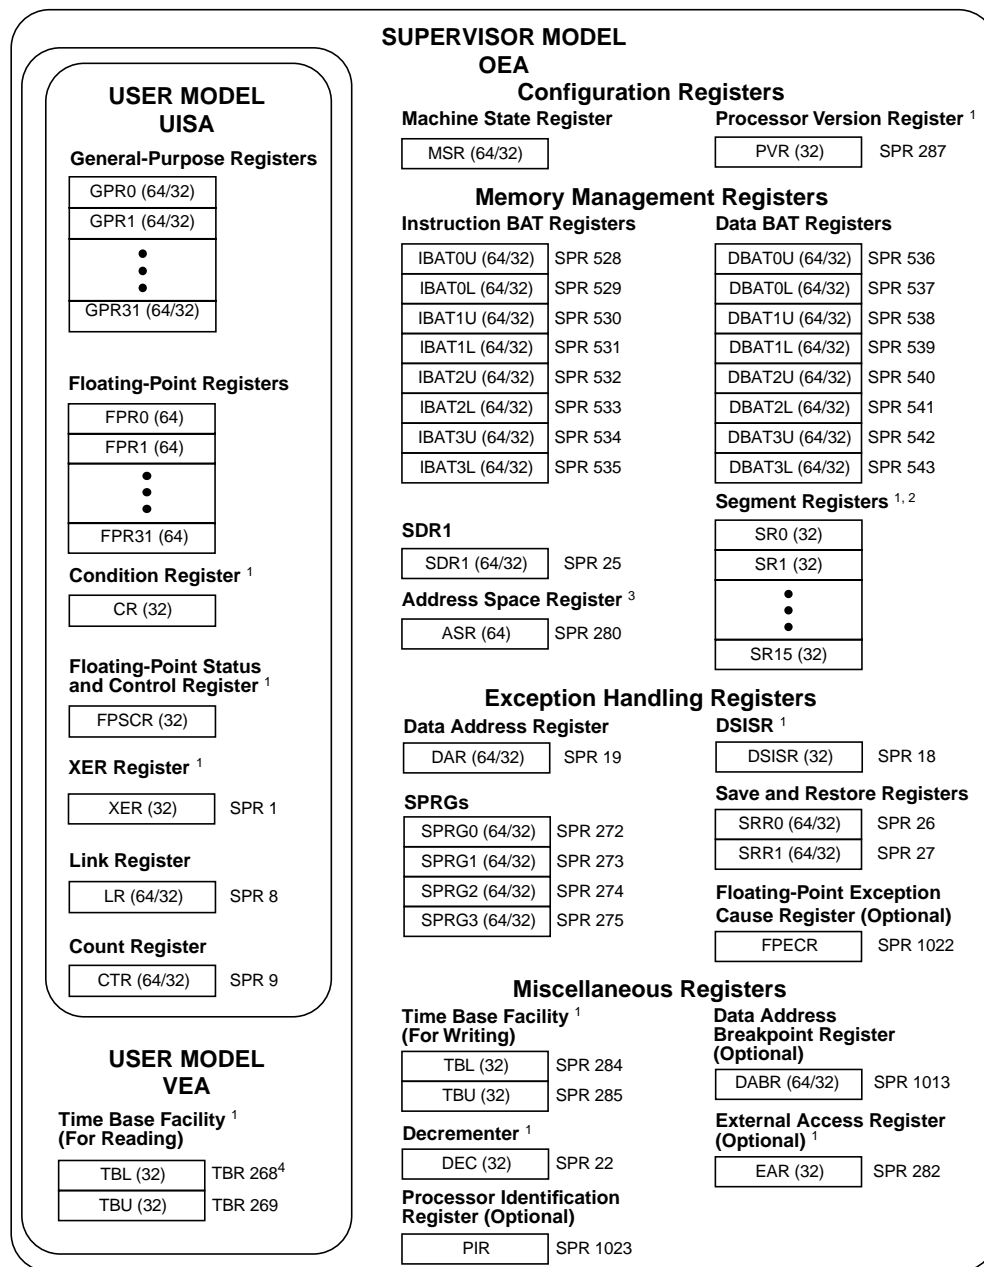 SUPERVISOR MODEL
OEA
USER MODEL
UISA
General-Purpose Registers
GPR0 (64/32)
GPR1 (64/32)
GPR31 (64/32)
Floating-Point Registers
FPR0 (64)
FPR1 (64)
FPR31 (64)
Condition Register 1
CR (32)
Floating-Point Status
and Control Register 1
FPSCR (32)
XER Register 1
XER (32) SPR 1
Link Register
LR (64/32) SPR 8
Count Register
CTR (64/32) SPR 9
USER MODEL
VEA
Time Base Facility 1
(For Reading)
TBL (32) TBR 268 4
TBU (32) TBR 269
Configuration Registers
Machine State Register
MSR (64/32)
Processor Version Register 1
PVR (32) SPR 287
Memory Management Registers
Instruction BAT Registers
IBAT0U (64/32) SPR 528
IBAT0L (64/32) SPR 529
IBAT1U (64/32) SPR 530
IBAT1L (64/32) SPR 531
IBAT2U (64/32) SPR 532
IBAT2L (64/32) SPR 533
IBAT3U (64/32) SPR 534
IBAT3L (64/32) SPR 535
Data BAT Registers
DBAT0U (64/32) SPR 536
DBAT0L (64/32) SPR 537
DBAT1U (64/32) SPR 538
DBAT1L (64/32) SPR 539
DBAT2U (64/32) SPR 540
DBAT2L (64/32) SPR 541
DBAT3U (64/32) SPR 542
DBAT3L (64/32) SPR 543
SDR1
SDR1 (64/32) SPR 25
Address Space Register 3
ASR (64) SPR 280
Segment Registers 1, 2
SR0 (32)
SR1 (32)
SR15 (32)
Exception Handling Registers
Data Address Register
DAR (64/32) SPR 19
SPRGs
SPRG0 (64/32) SPR 272
SPRG1 (64/32) SPR 273
SPRG2 (64/32) SPR 274
SPRG3 (64/32) SPR 275
DSISR 1
DSISR (32) SPR 18
Save and Restore Registers
SRR0 (64/32) SPR 26
SRR1 (64/32) SPR 27
Floating-Point Exception
Cause Register (Optional)
FPECR SPR 1022
Miscellaneous Registers
Time Base Facility 1
(For Writing)
TBL (32) SPR 284
TBU (32) SPR 285
Decrementer 1
DEC (32) SPR 22
Processor Identification
Register (Optional)
PIR SPR 1023
Data Address
Breakpoint Register
(Optional)
DABR (64/32) SPR 1013
External Access Register
(Optional) 1
EAR (32) SPR 282